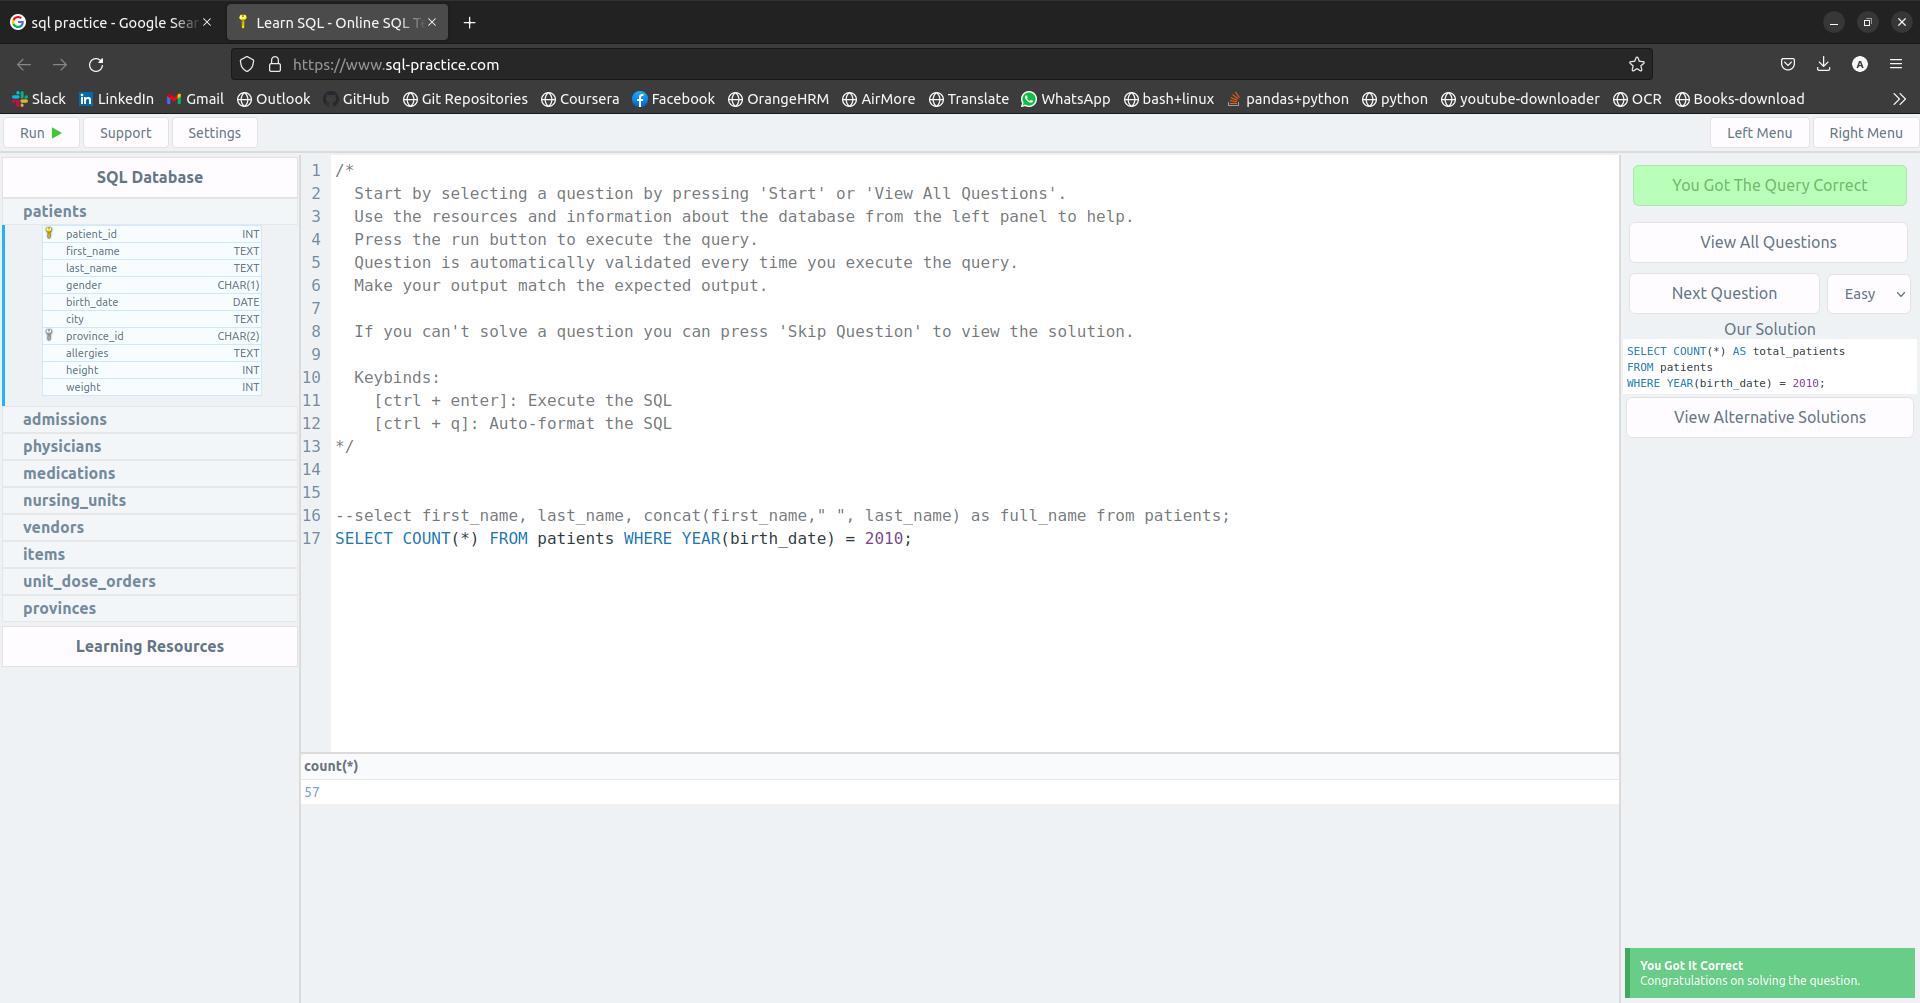 sql practice - Google Sear
Learn SQL - Online SQL Te
https://www.sql-practice.com
Slack LinkedIn Gmail Outlook GitHub Git Repositories Coursera Facebook OrangeHRM AirMore Translate WhatsApp bash+linux pandas+python python youtube-downloader OCR Books-download
Run Support Settings Left Menu Right Menu
SQL Database
patients
patient_id INT
first_name TEXT
last_name TEXT
gender CHAR(1)
birth_date DATE
city TEXT
province_id CHAR(2)
allergies TEXT
height INT
weight INT
admissions
physicians
medications
nursing_units
vendors
items
unit_dose_orders
provinces
Learning Resources
1 /*
2 Start by selecting a question by pressing 'Start' or 'View All Questions'.
3 Use the resources and information about the database from the left panel to help.
4 Press the run button to execute the query.
5 Question is automatically validated every time you execute the query.
6 Make your output match the expected output.
7
8 If you can't solve a question you can press 'Skip Question' to view the solution.
9
10 Keybinds:
11 [ctrl + enter]: Execute the SQL
12 [ctrl + q]: Auto-format the SQL
13 */
14
15
16 --select first_name, last_name, concat(first_name," ", last_name) as full_name from patients;
17 SELECT COUNT(*) FROM patients WHERE YEAR(birth_date) = 2010;
count(*)
57
You Got The Query Correct
View All Questions
Next Question Easy
Our Solution
SELECT COUNT(*) AS total_patients
FROM patients
WHERE YEAR(birth_date) = 2010;
View Alternative Solutions
You Got It Correct
Congratulations on solving the question.